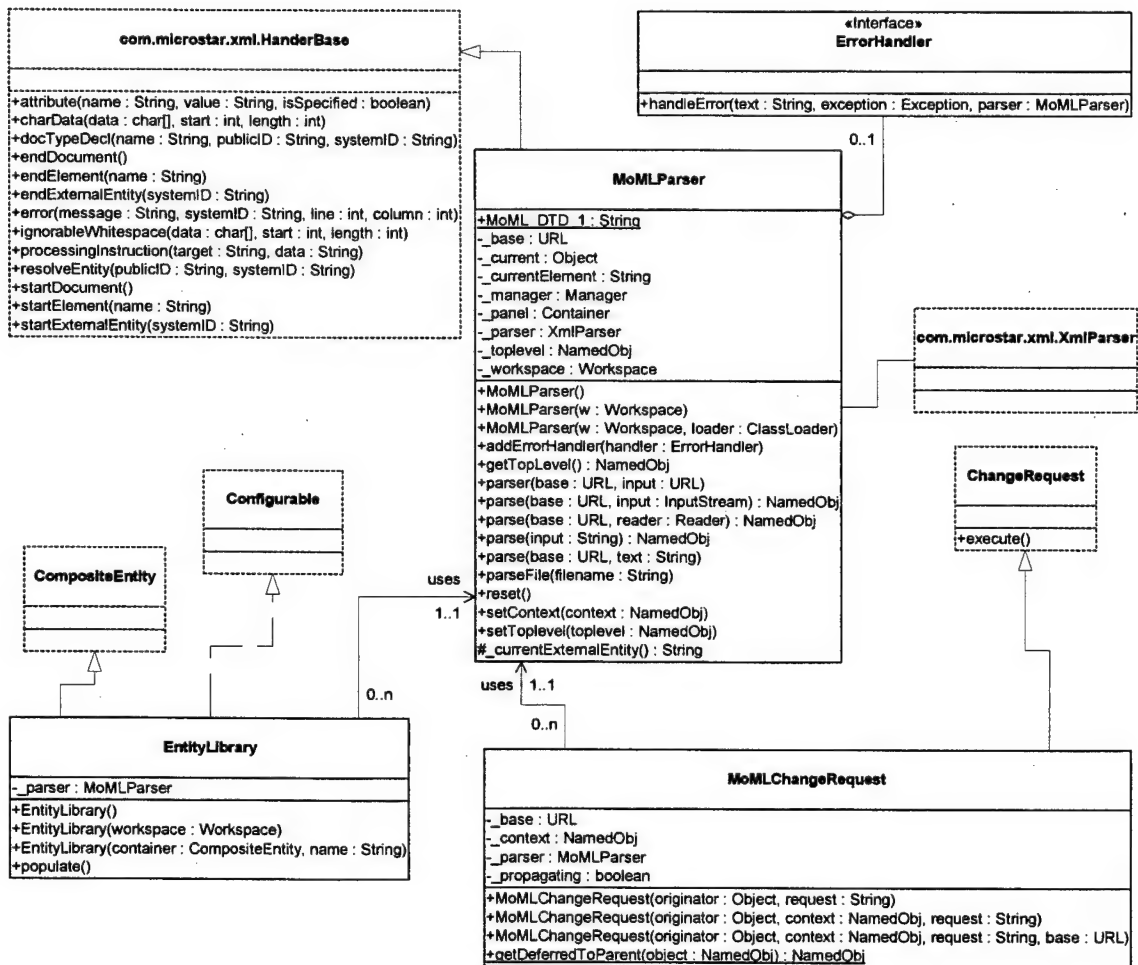 com.microstar.xml.HanderBase
+attribute(name : String, value : String, isSpecified : boolean)
+charData(data : char[], start : int, length : int)
+docTypeDecl(name : String, publicID : String, systemID : String)
+endDocument()
+endElement(name : String)
+endExternalEntity(systemID : String)
+error(message : String, systemID : String, line : int, column : int)
+ignorableWhitespace(data : char[], start : int, length : int)
+processingInstruction(target : String, data : String)
+resolveEntity(publicID : String, systemID : String)
+startDocument()
+startElement(name : String)
+startExternalEntity(systemID : String)
«Interface»
ErrorHandler
+handleError(text : String, exception : Exception, parser : MoMLParser)
0..1
MoMLParser
+MoML_DTD_1 : String
-_base : URL
-_current : Object
-_currentElement : String
-_manager : Manager
-_panel : Container
-_parser : XmlParser
-_toplevel : NamedObj
-_workspace : Workspace
+MoMLParser()
+MoMLParser(w : Workspace)
+MoMLParser(w : Workspace, loader : ClassLoader)
+addErrorHandler(handler : ErrorHandler)
+getTopLevel() : NamedObj
+parser(base : URL, input : URL)
+parse(base : URL, input : InputStream) : NamedObj
+parse(base : URL, reader : Reader) : NamedObj
+parse(input : String) : NamedObj
+parse(base : URL, text : String)
+parseFile(filename : String)
+reset()
+setContext(context : NamedObj)
+setToplevel(toplevel : NamedObj)
#_currentExternalEntity() : String
com.microstar.xml.XmlParser
ChangeRequest
+execute()
Configurable
CompositeEntity
uses
1..1
0..n
uses 1..1
0..n
EntityLibrary
-_parser : MoMLParser
+EntityLibrary()
+EntityLibrary(workspace : Workspace)
+EntityLibrary(container : CompositeEntity, name : String)
+populate()
MoMLChangeRequest
-_base : URL
-_context : NamedObj
-_parser : MoMLParser
-_propagating : boolean
+MoMLChangeRequest(originator : Object, request : String)
+MoMLChangeRequest(originator : Object, context : NamedObj, request : String)
+MoMLChangeRequest(originator : Object, context : NamedObj, request : String, base : URL)
+getDeferredToParent(object : NamedObj) : NamedObj